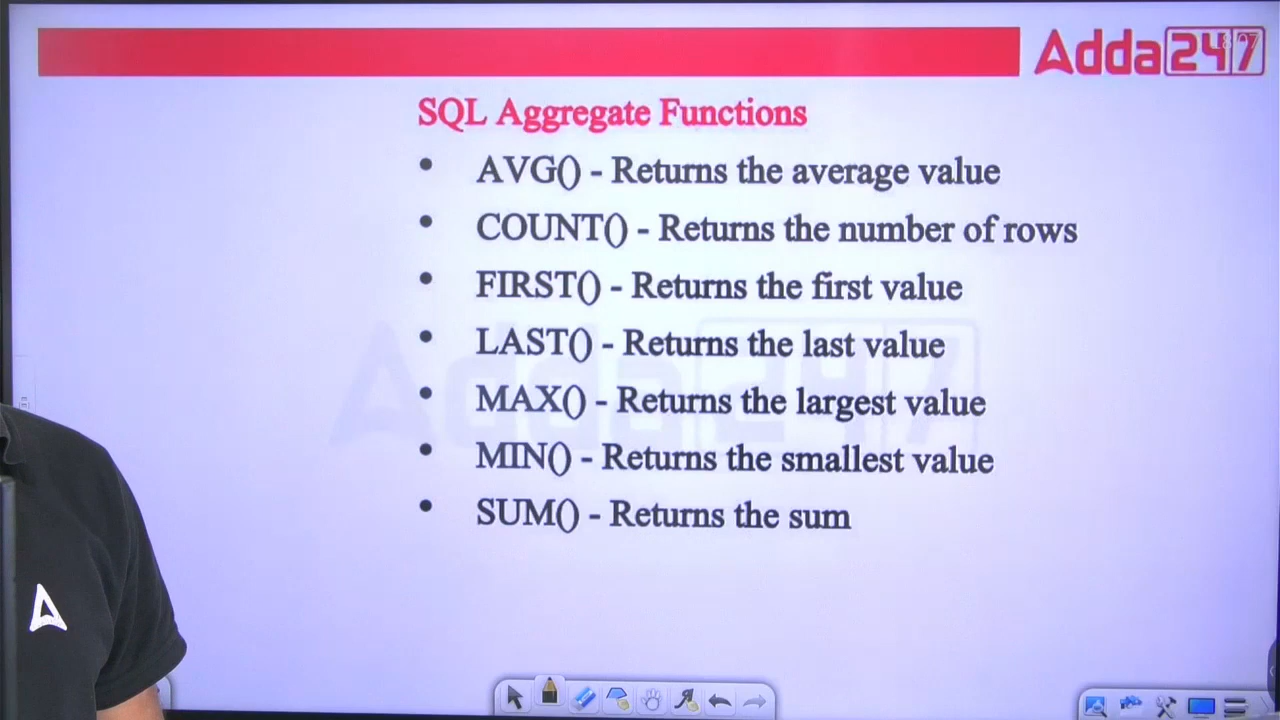 Adda247
SQL Aggregate Functions
• AVG() - Returns the average value
• COUNT() - Returns the number of rows
• FIRST() - Returns the first value
• LAST() - Returns the last value
• MAX() - Returns the largest value
• MIN() - Returns the smallest value
• SUM() - Returns the sum